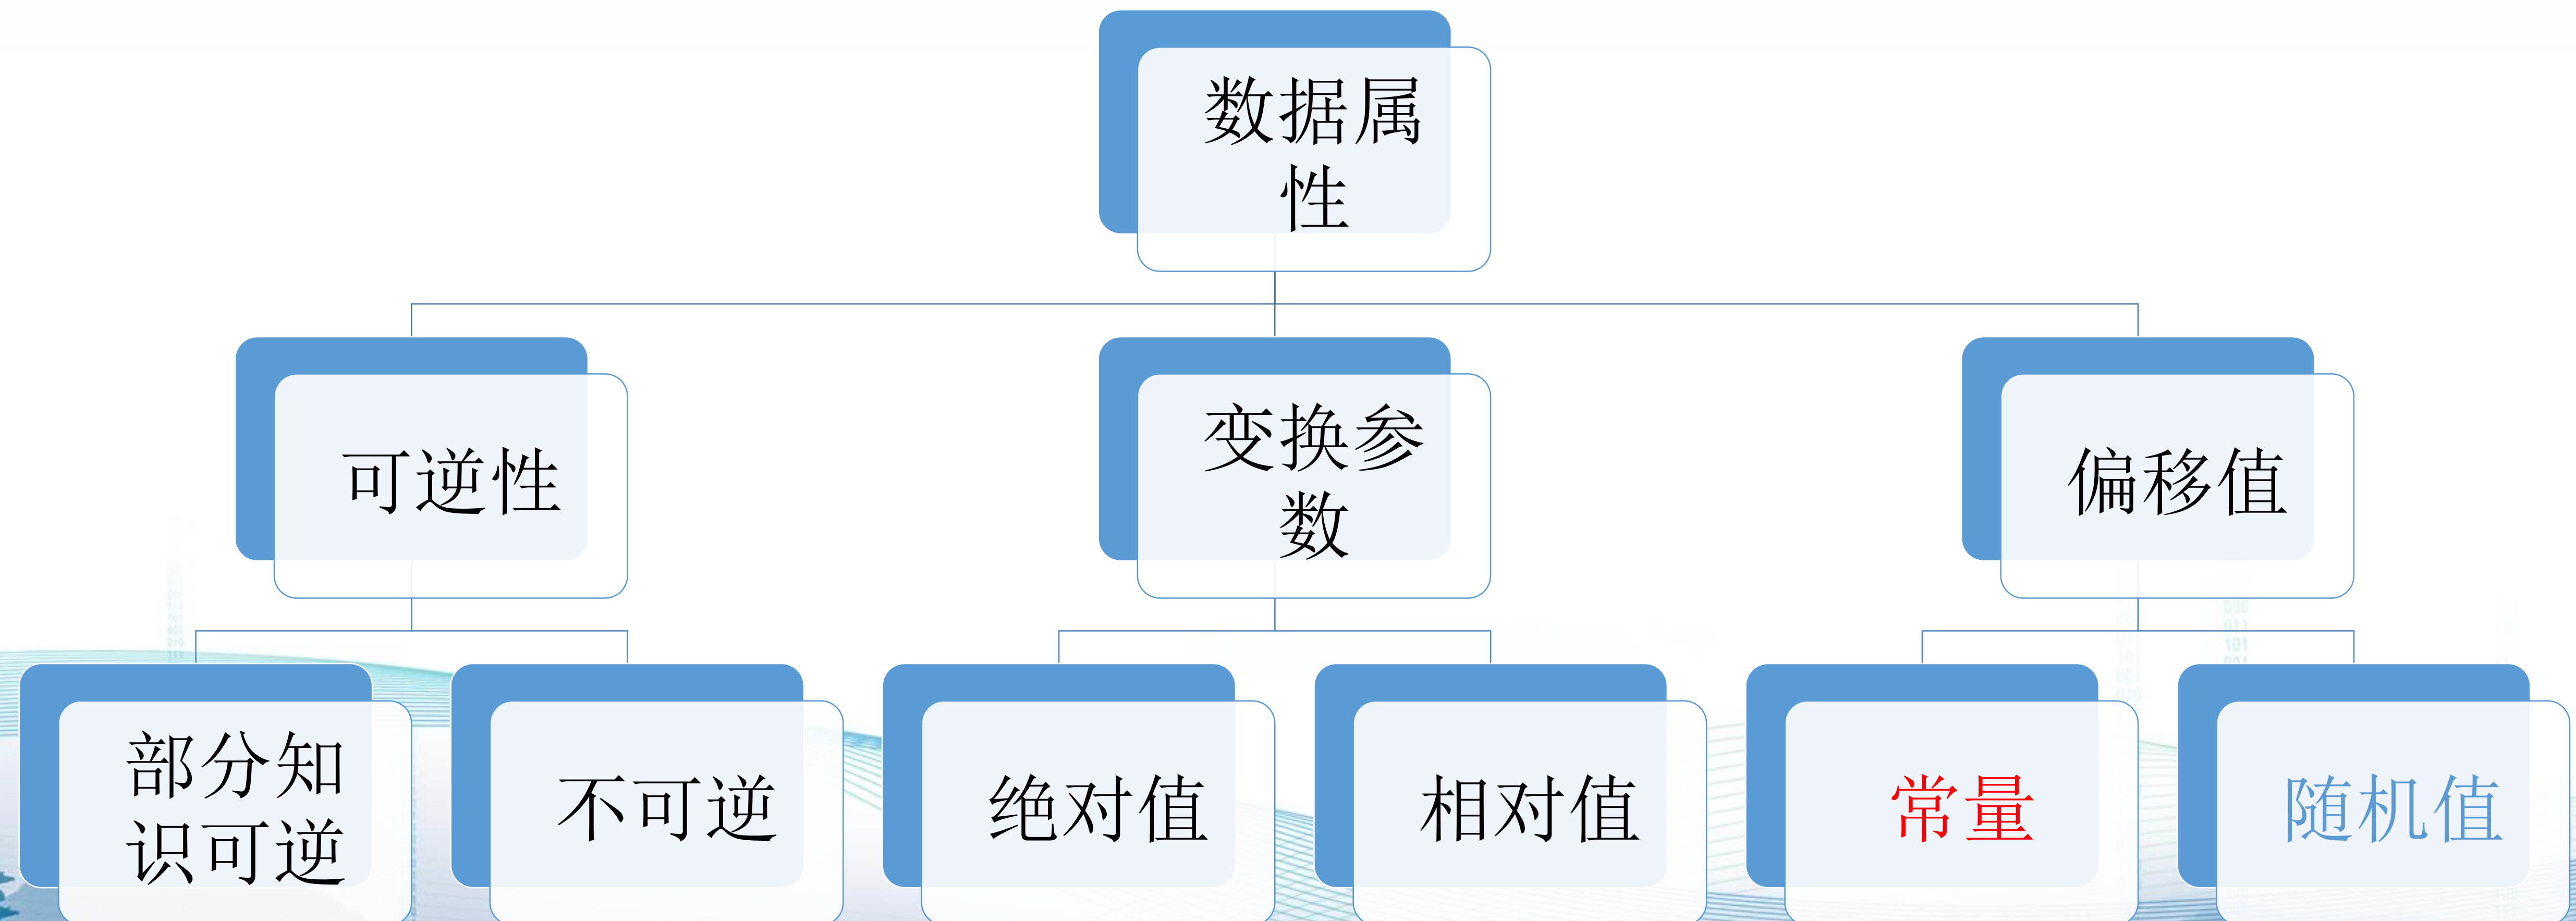 数据属
性
可逆性
变换参
数
偏移值
部分知
识可逆
不可逆
绝对值
相对值
常量
随机值